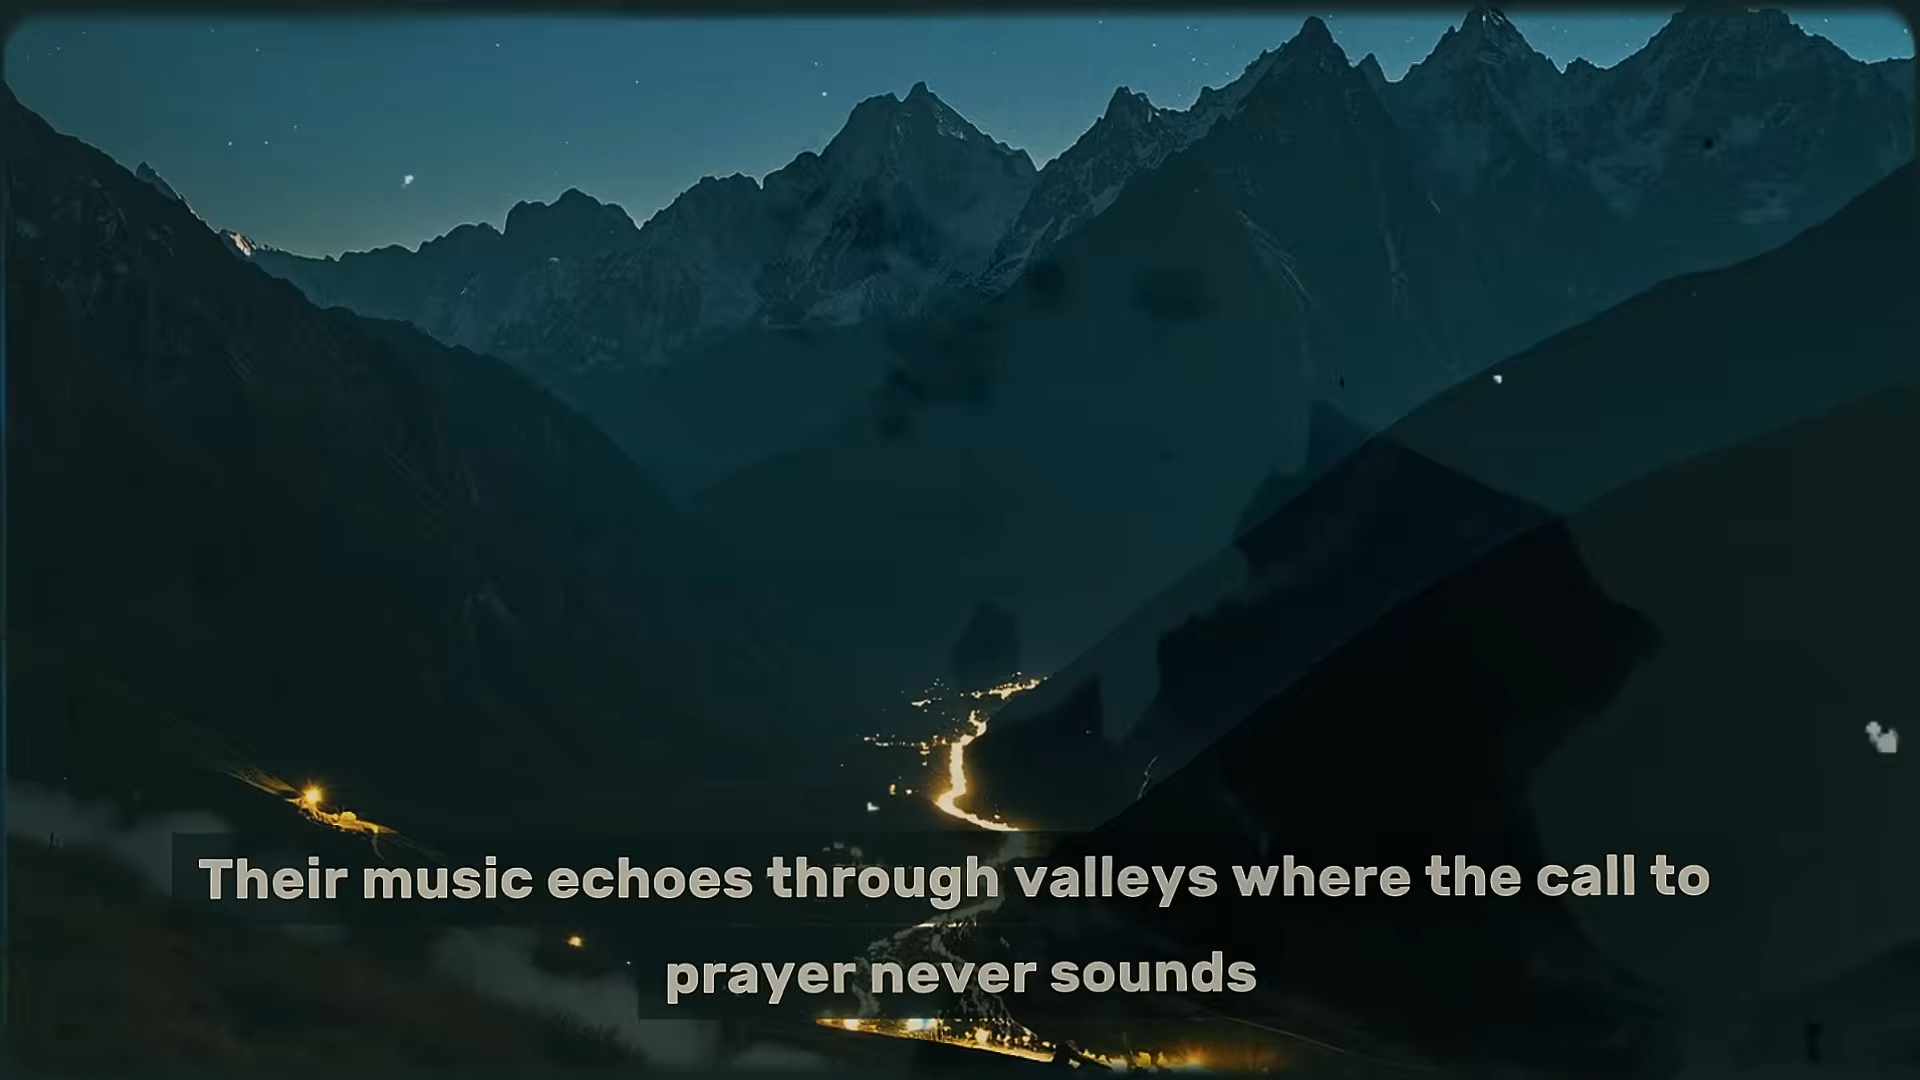 Their music echoes through valleys where the call to
prayer never sounds